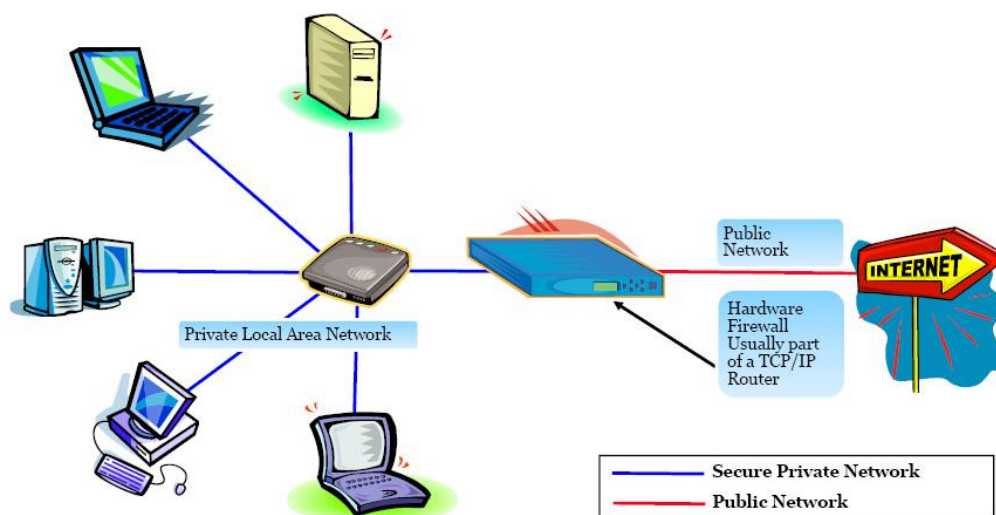 Public
Network
INTERNET
Hardware
Firewall
Usually part
of a TCP/IP
Router
Private Local Area Network
Secure Private Network
Public Network